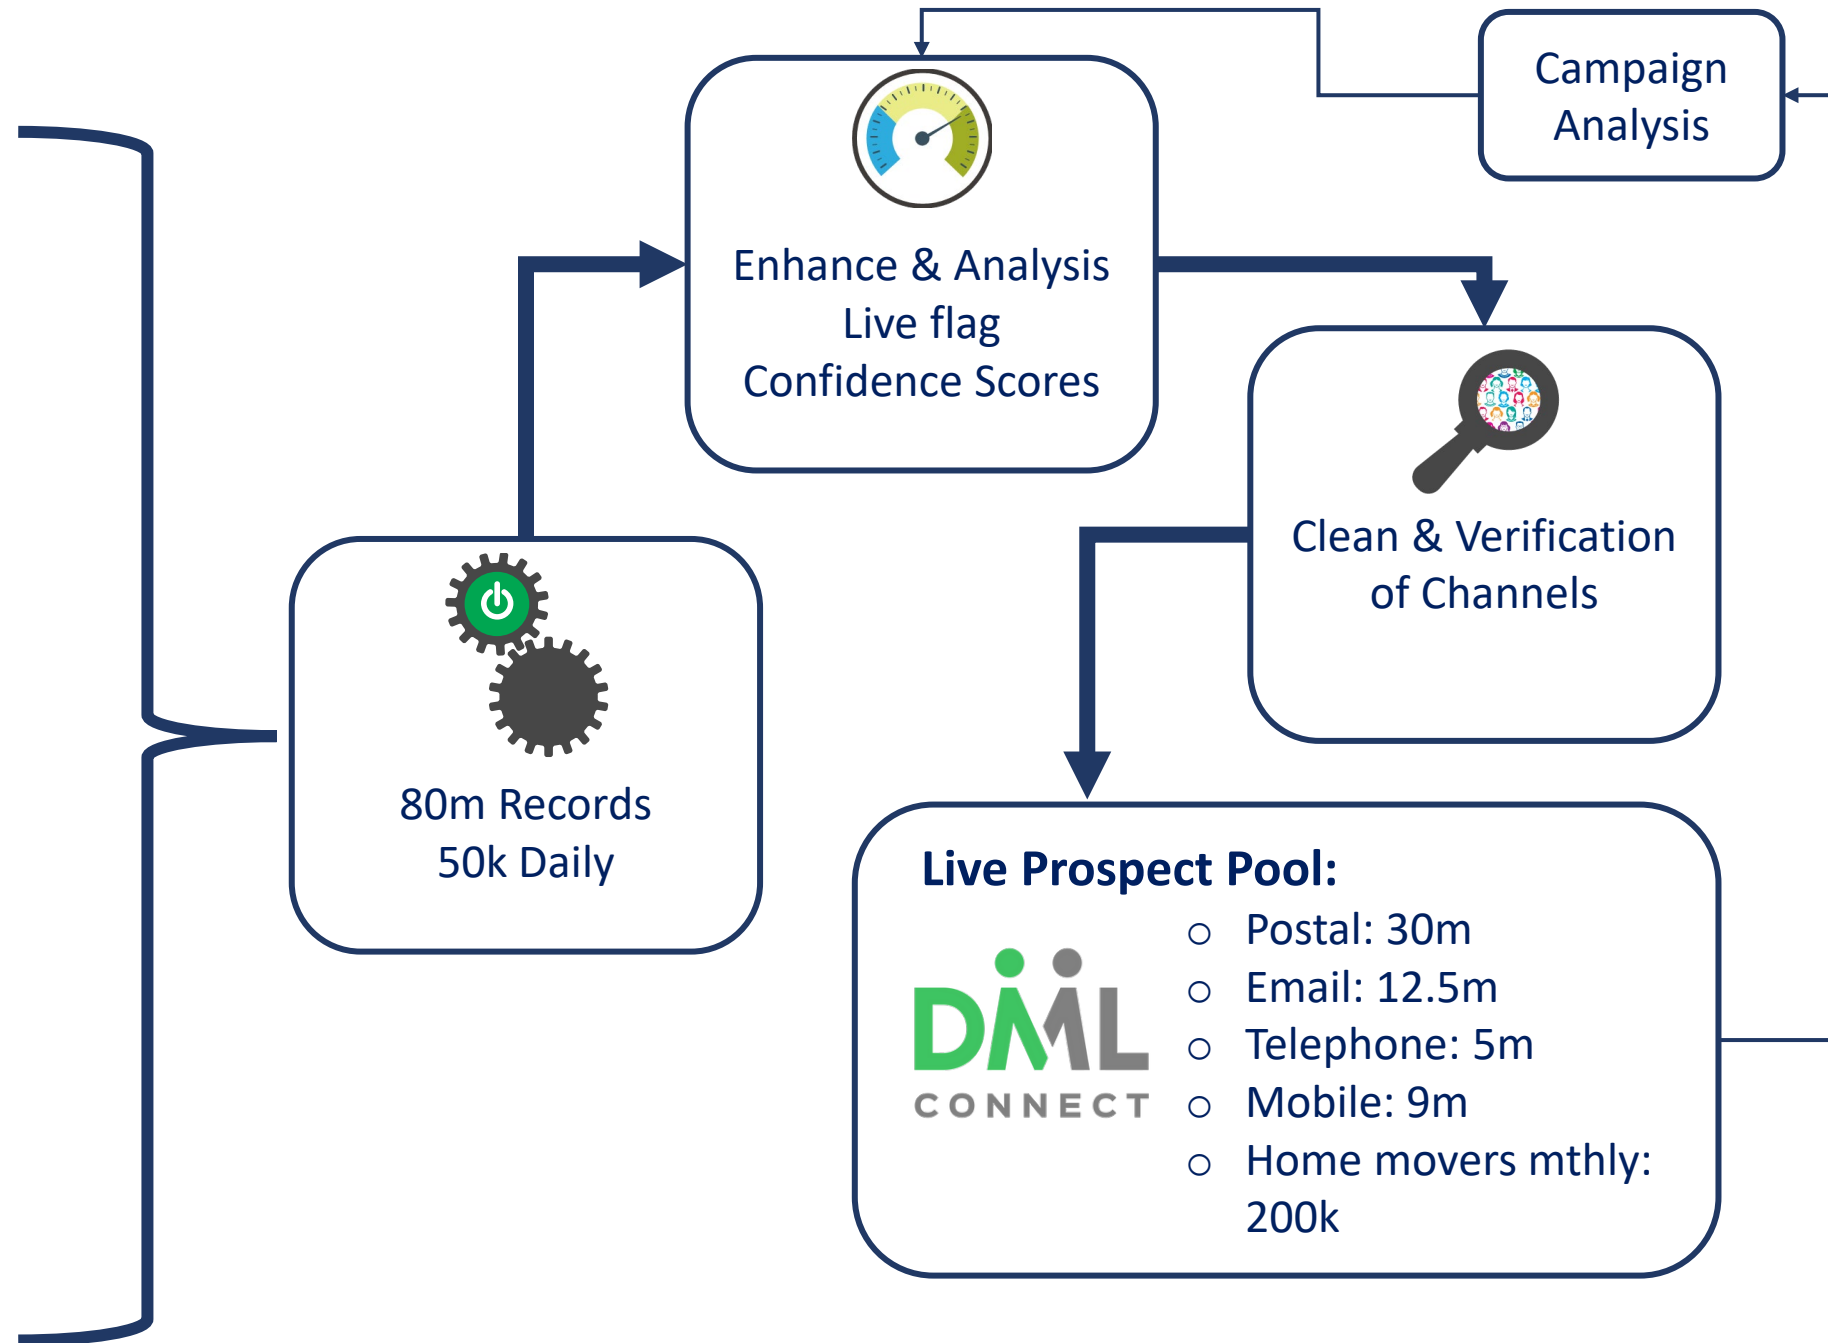 Campaign
Analysis
Enhance & Analysis
Live flag
Confidence Scores
Clean & Verification
of Channels
80m Records
50k Daily
Live Prospect Pool:
DML
CONNECT
○ Postal: 30m
○ Email: 12.5m
○ Telephone: 5m
○ Mobile: 9m
○ Home movers mthly:
200k